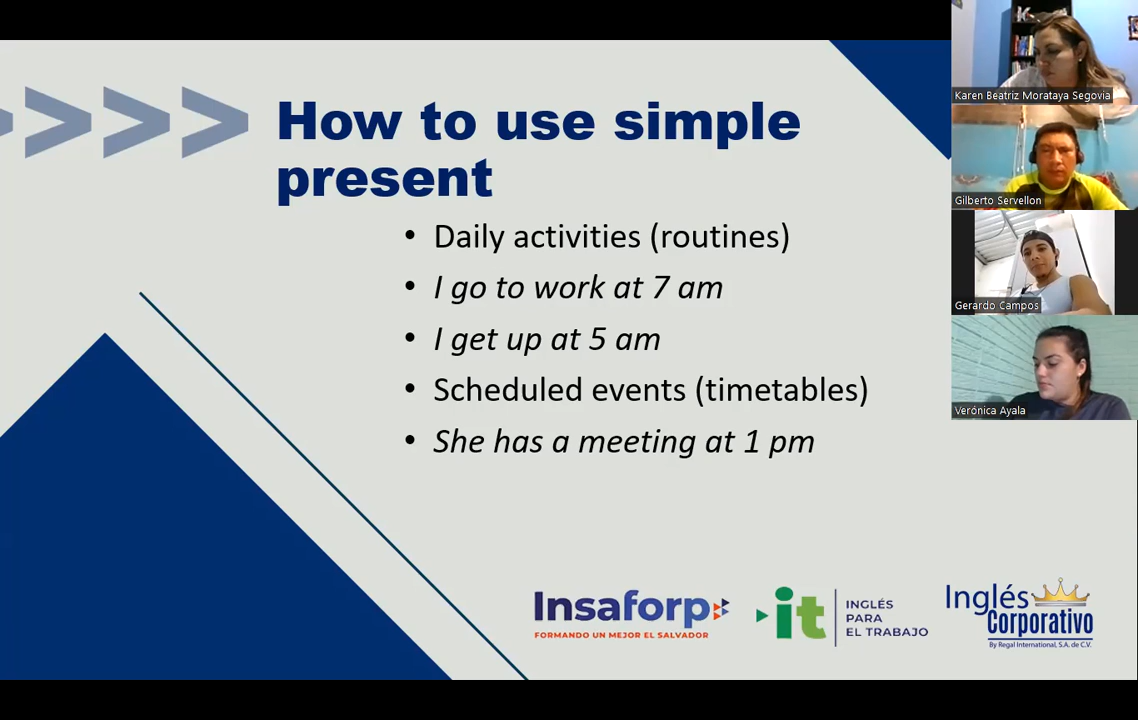 How to use simple
present
• Daily activities (routines)
• I go to work at 7 am
• I get up at 5 am
• Scheduled events (timetables)
• She has a meeting at 1 pm
Insaforp
FORMANDO UN MEJOR EL SALVADOR
it
INGLÉS
PARA
EL TRABAJO
Inglés
Corporativo
By Regal International, S.A. de C.V.
Karen Beatriz Morataya Segovia
Gilberto Servellon
Gerardo Campos
Verónica Ayala